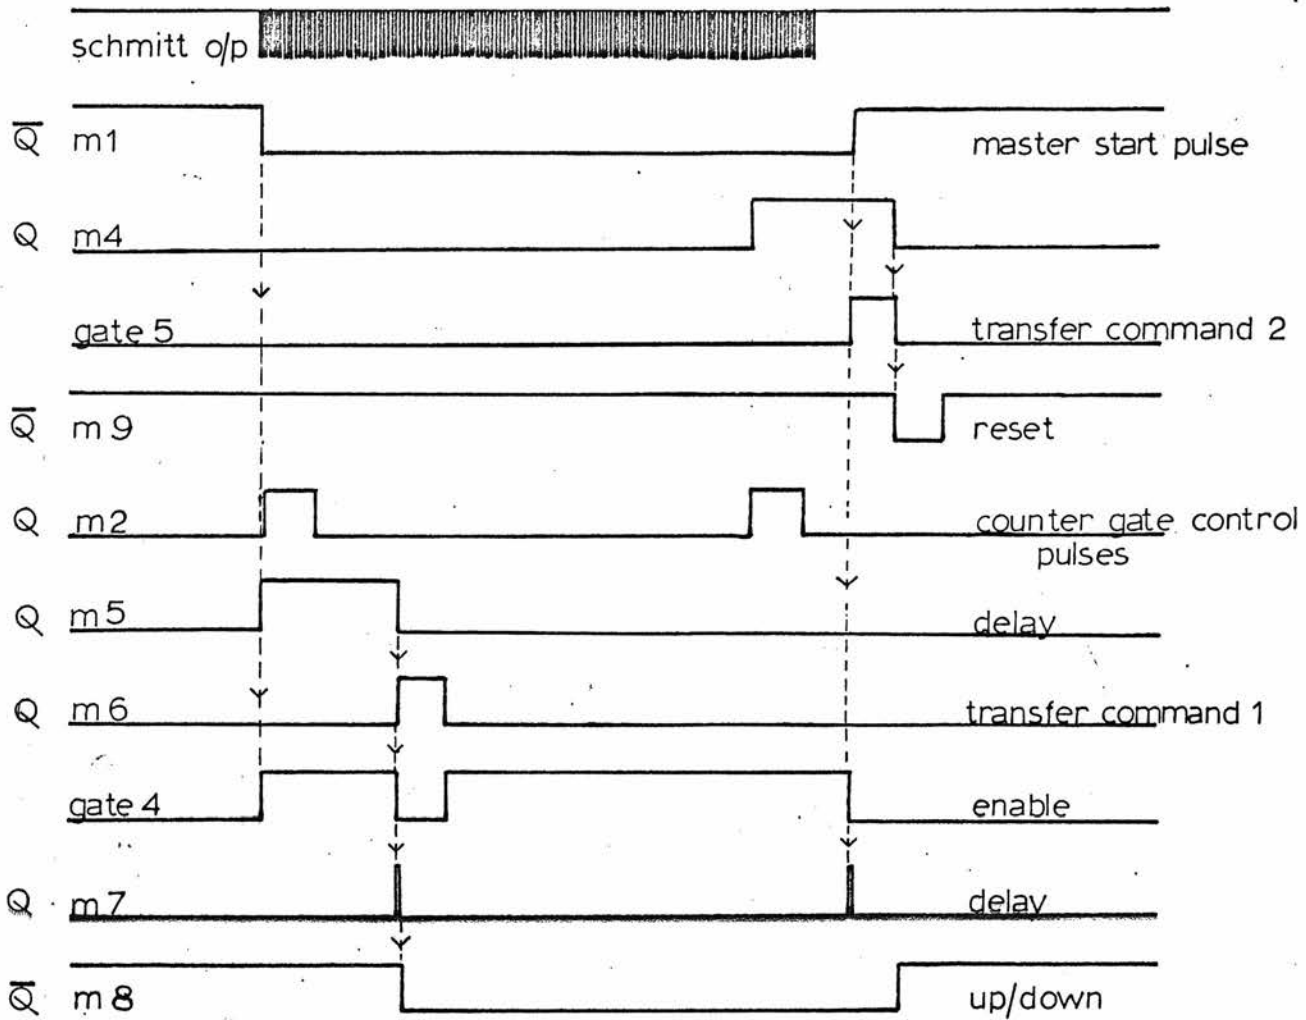 schmitt o/p
Q̅ m1 master start pulse
Q m4
gate 5 transfer command 2
Q̅ m9 reset
Q m2 counter gate control
pulses
Q m5 delay
Q m6 transfer command 1
gate 4 enable
Q m7 delay
Q̅ m8 up/down